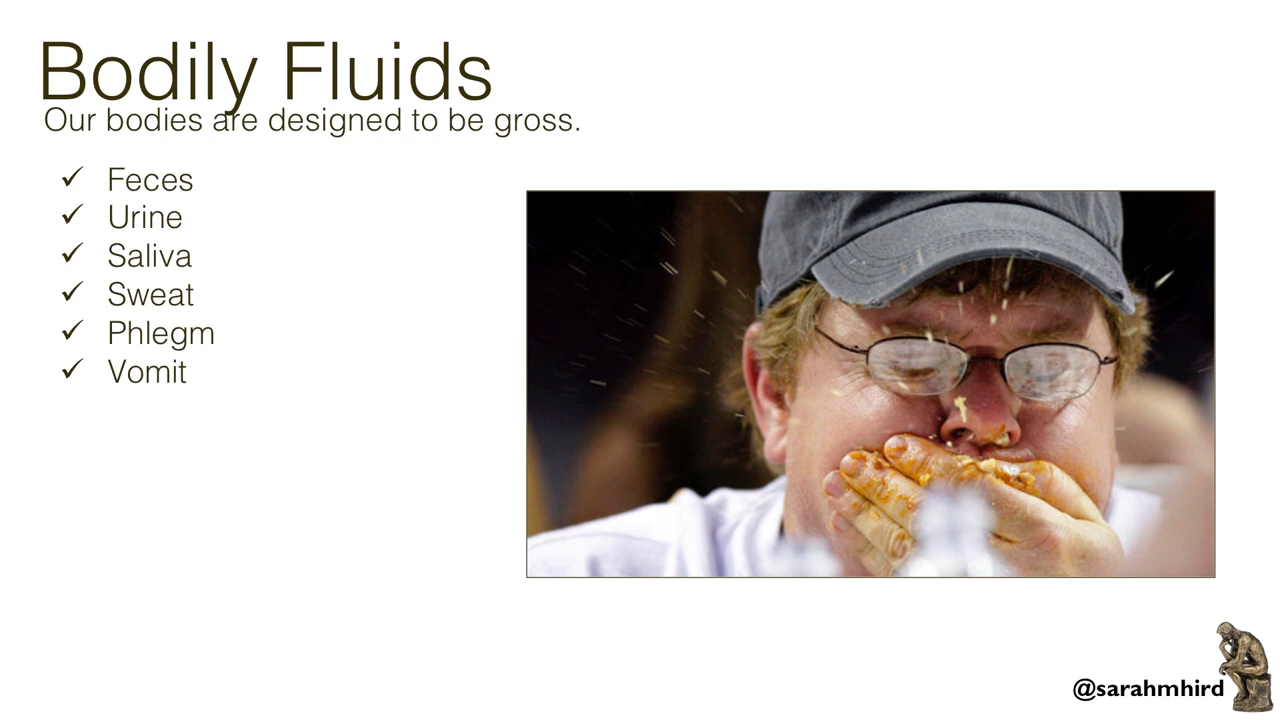 Bodily Fluids
Our bodies are designed to be gross.
✓ Feces
✓ Urine
✓ Saliva
✓ Sweat
✓ Phlegm
✓ Vomit
@sarahmhird